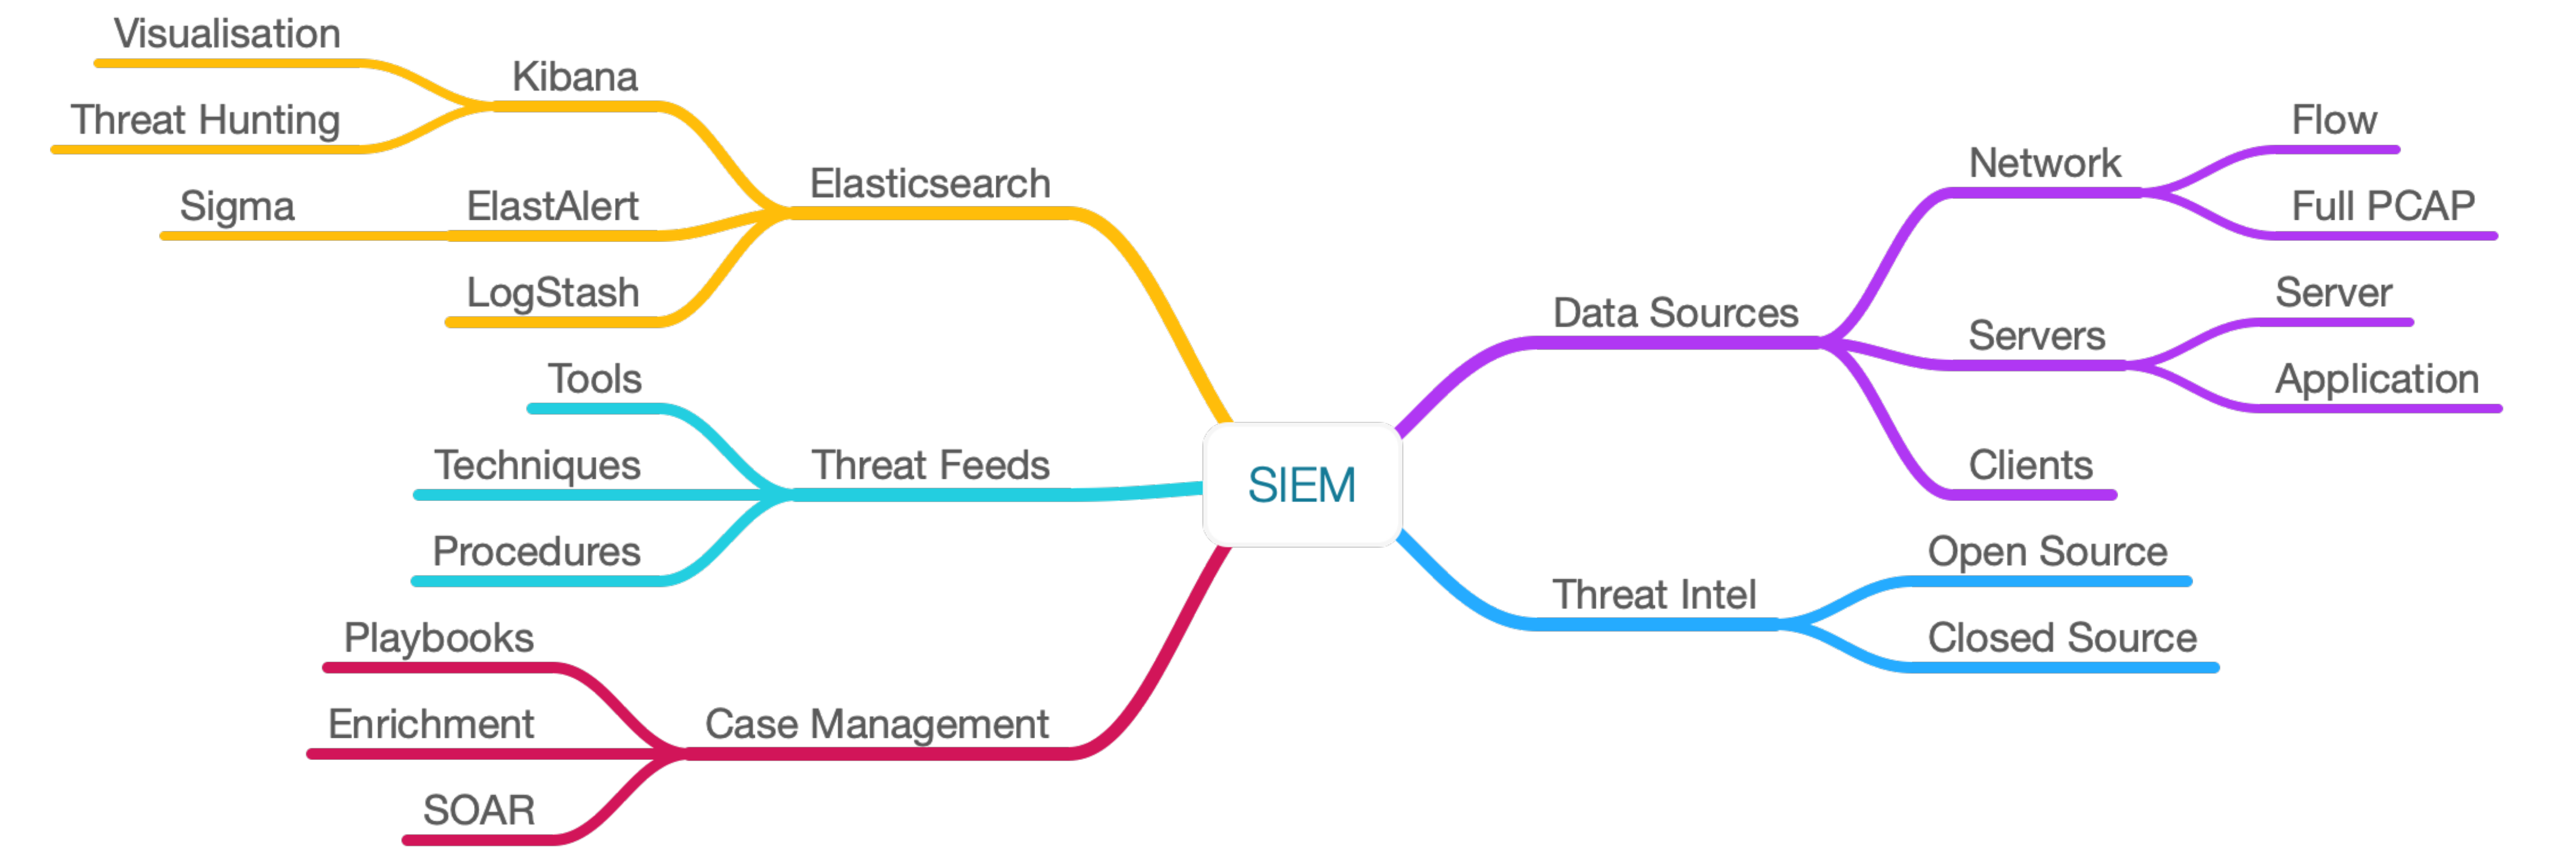 Visualisation
Kibana
Threat Hunting
Elasticsearch
Sigma
ElastAlert
LogStash
Tools
Techniques
Threat Feeds
Procedures
Playbooks
Enrichment
Case Management
SOAR
SIEM
Flow
Network
Full PCAP
Data Sources
Server
Servers
Application
Clients
Open Source
Threat Intel
Closed Source